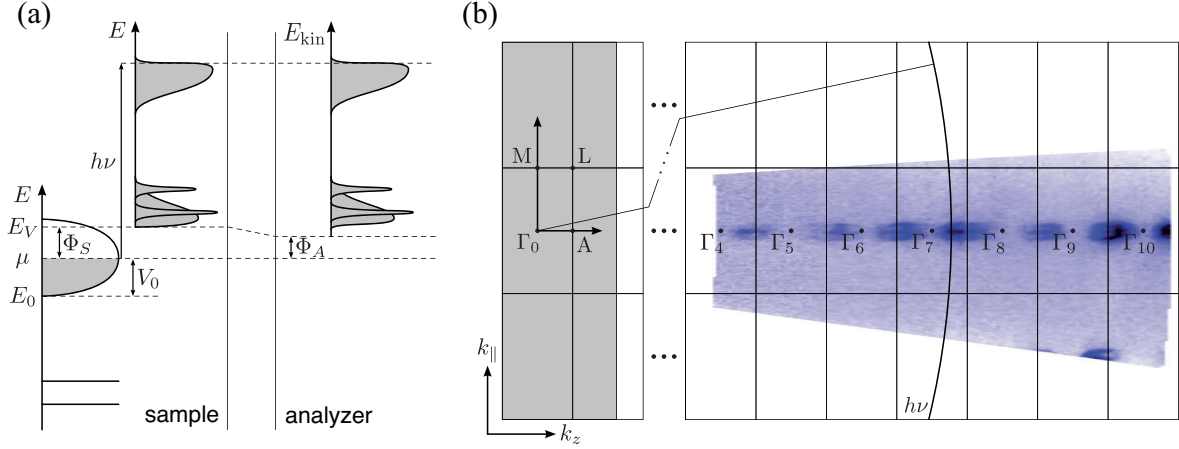 (a)
E
E_kin
hν
E
E_V
Φ_S
μ
V_0
E_0
Φ_A
sample
analyzer
(b)
M
L
Γ_0
A
Γ_4
Γ_5
Γ_6
Γ_7
Γ_8
Γ_9
Γ_10
k_∥
k_z
hν